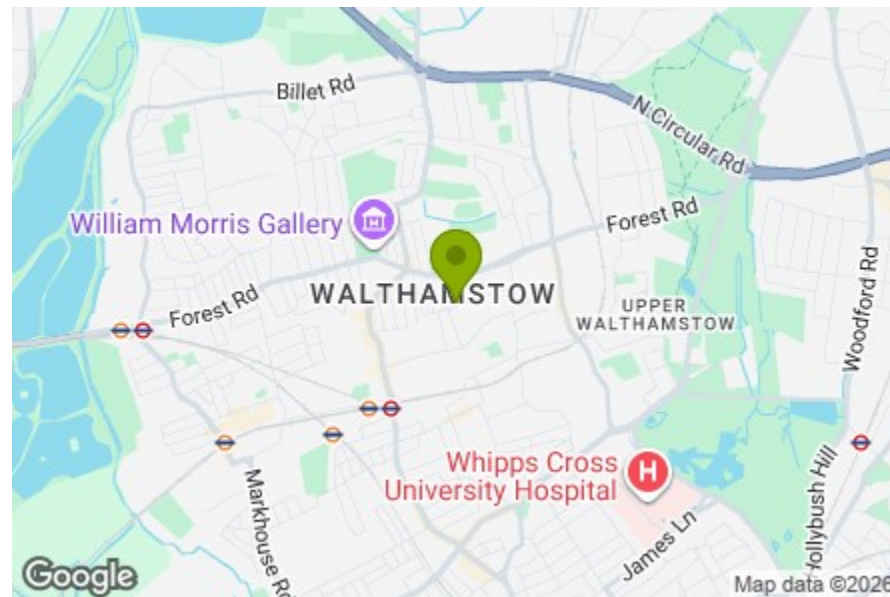 Billet Rd
N Circular Rd
William Morris Gallery
Forest Rd
Forest Rd
WALTHAMSTOW
UPPER
WALTHAMSTOW
Woodford Rd
Whipps Cross
University Hospital
H
Markhouse Rd
James Ln
Hollybush Hill
Google
Map data ©2026